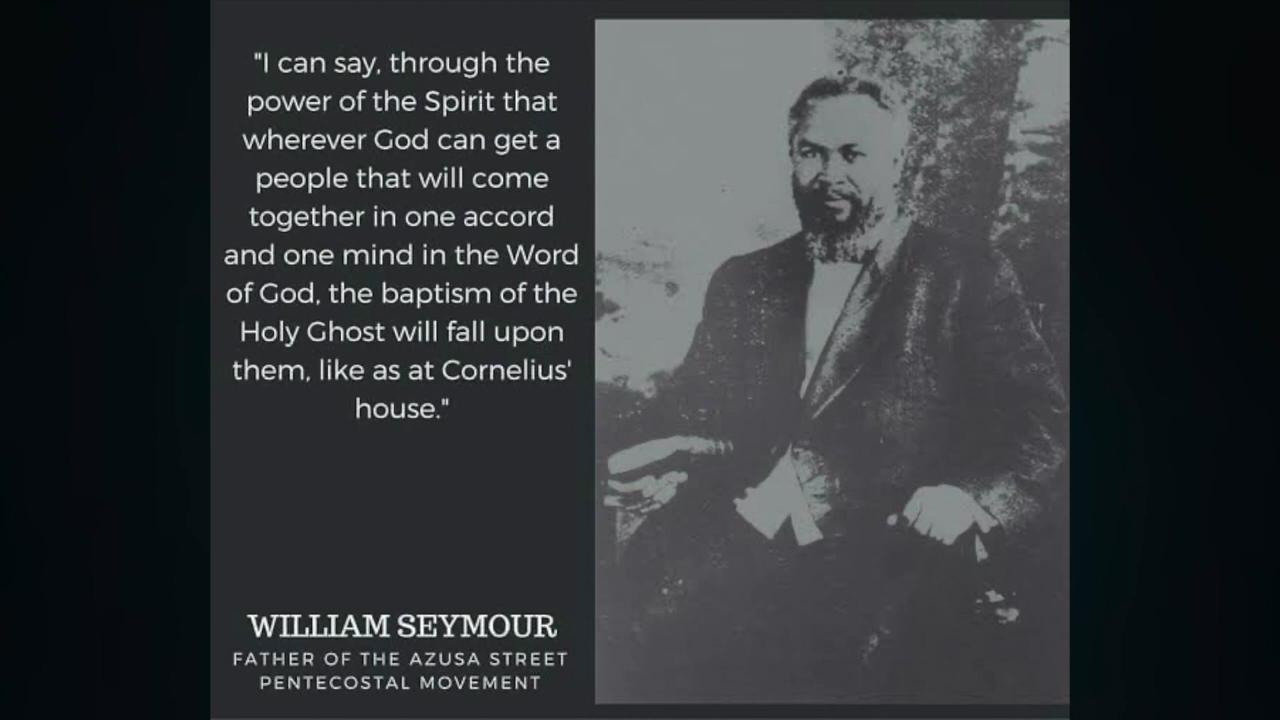 "I can say, through the
power of the Spirit that
wherever God can get a
people that will come
together in one accord
and one mind in the Word
of God, the baptism of the
Holy Ghost will fall upon
them, like as at Cornelius'
house."
WILLIAM SEYMOUR
FATHER OF THE AZUSA STREET
PENTECOSTAL MOVEMENT